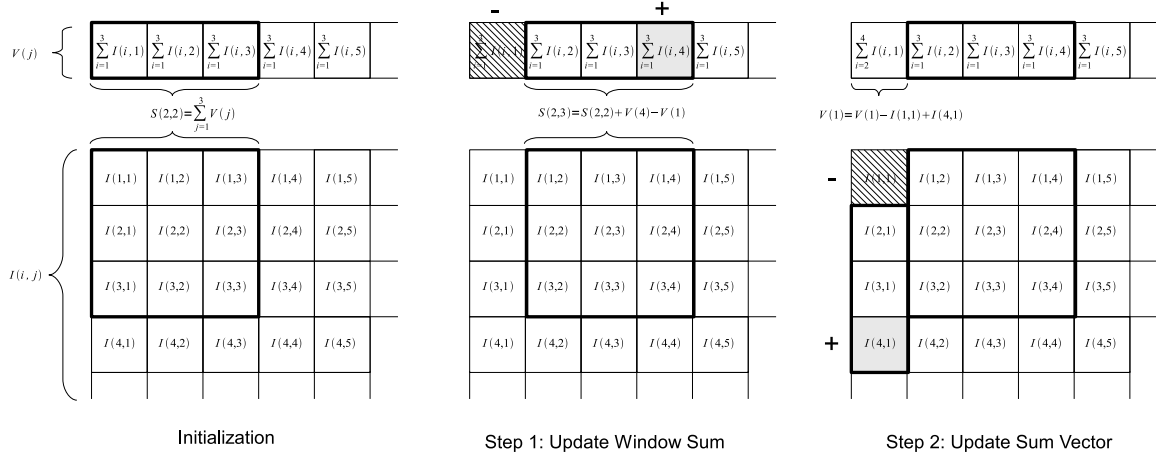 - + 
V(j) ∑_{i=1}^{3} I(i,1) ∑_{i=1}^{3} I(i,2) ∑_{i=1}^{3} I(i,3) ∑_{i=1}^{3} I(i,4) ∑_{i=1}^{3} I(i,5)
S(2,2)=∑_{j=1}^{3} V(j)
I(i,j)
I(1,1) I(1,2) I(1,3) I(1,4) I(1,5)
I(2,1) I(2,2) I(2,3) I(2,4) I(2,5)
I(3,1) I(3,2) I(3,3) I(3,4) I(3,5)
I(4,1) I(4,2) I(4,3) I(4,4) I(4,5)
Initialization
∑_{i=1}^{3} I(i,1) ∑_{i=1}^{3} I(i,2) ∑_{i=1}^{3} I(i,3) ∑_{i=1}^{3} I(i,4) ∑_{i=1}^{3} I(i,5)
S(2,3)=S(2,2)+V(4)−V(1)
I(1,1) I(1,2) I(1,3) I(1,4) I(1,5)
I(2,1) I(2,2) I(2,3) I(2,4) I(2,5)
I(3,1) I(3,2) I(3,3) I(3,4) I(3,5)
I(4,1) I(4,2) I(4,3) I(4,4) I(4,5)
Step 1: Update Window Sum
∑_{i=2}^{4} I(i,1) ∑_{i=1}^{3} I(i,2) ∑_{i=1}^{3} I(i,3) ∑_{i=1}^{3} I(i,4) ∑_{i=1}^{3} I(i,5)
V(1)=V(1)−I(1,1)+I(4,1)
- I(1,1) I(1,2) I(1,3) I(1,4) I(1,5)
I(2,1) I(2,2) I(2,3) I(2,4) I(2,5)
I(3,1) I(3,2) I(3,3) I(3,4) I(3,5)
+ I(4,1) I(4,2) I(4,3) I(4,4) I(4,5)
Step 2: Update Sum Vector